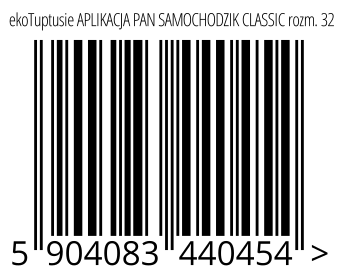 ekoTuptusie APLIKACJA PAN SAMOCHODZIK CLASSIC rozm. 32
5 904083 440454 >